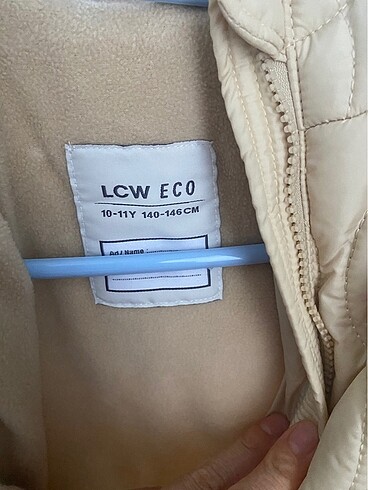 LCW ECO
10-11Y 140-146CM
Ad / Name :